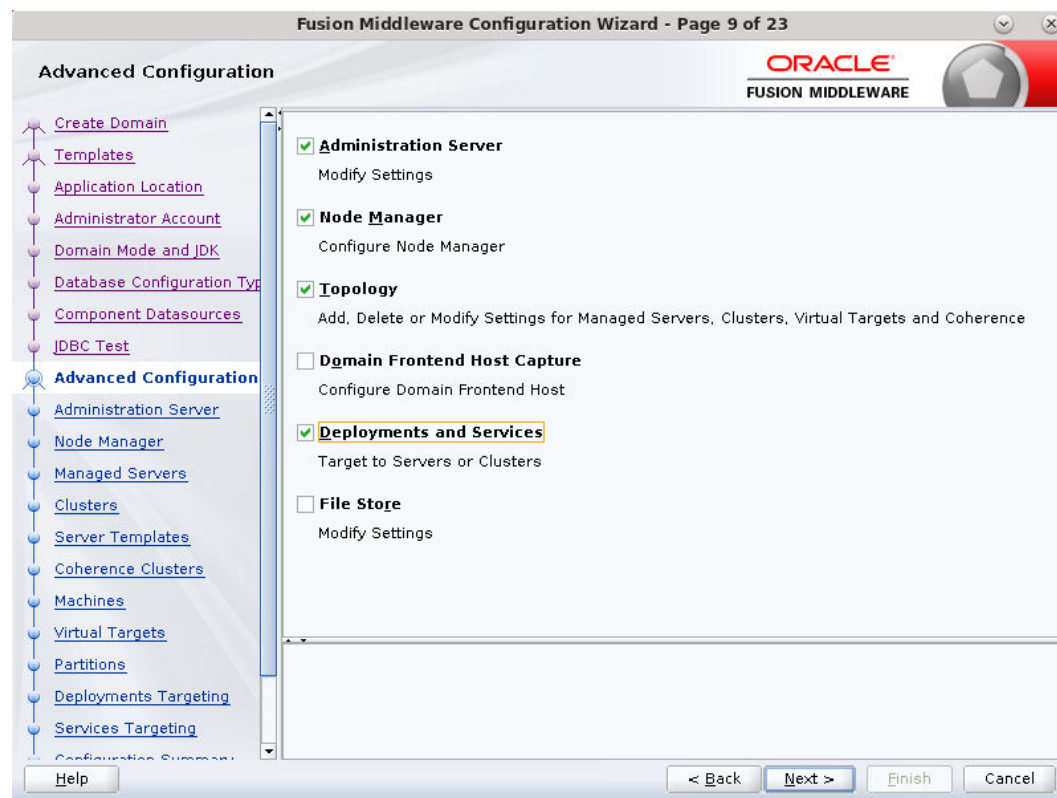 Fusion Middleware Configuration Wizard - Page 9 of 23
Advanced Configuration
ORACLE
FUSION MIDDLEWARE
Create Domain
Templates
Application Location
Administrator Account
Domain Mode and JDK
Database Configuration Typ
Component Datasources
JDBC Test
Advanced Configuration
Administration Server
Node Manager
Managed Servers
Clusters
Server Templates
Coherence Clusters
Machines
Virtual Targets
Partitions
Deployments Targeting
Services Targeting
Configuration Summary
Administration Server
Modify Settings
Node Manager
Configure Node Manager
Topology
Add, Delete or Modify Settings for Managed Servers, Clusters, Virtual Targets and Coherence
Domain Frontend Host Capture
Configure Domain Frontend Host
Deployments and Services
Target to Servers or Clusters
File Store
Modify Settings
Help
< Back
Next >
Finish
Cancel